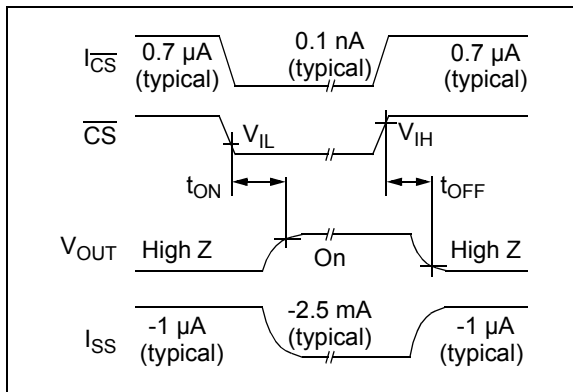 I_CS 0.7 µA (typical) 0.1 nA (typical) 0.7 µA (typical)
CS V_IL V_IH
t_ON t_OFF
V_OUT High Z On High Z
I_SS -1 µA (typical) -2.5 mA (typical) -1 µA (typical)